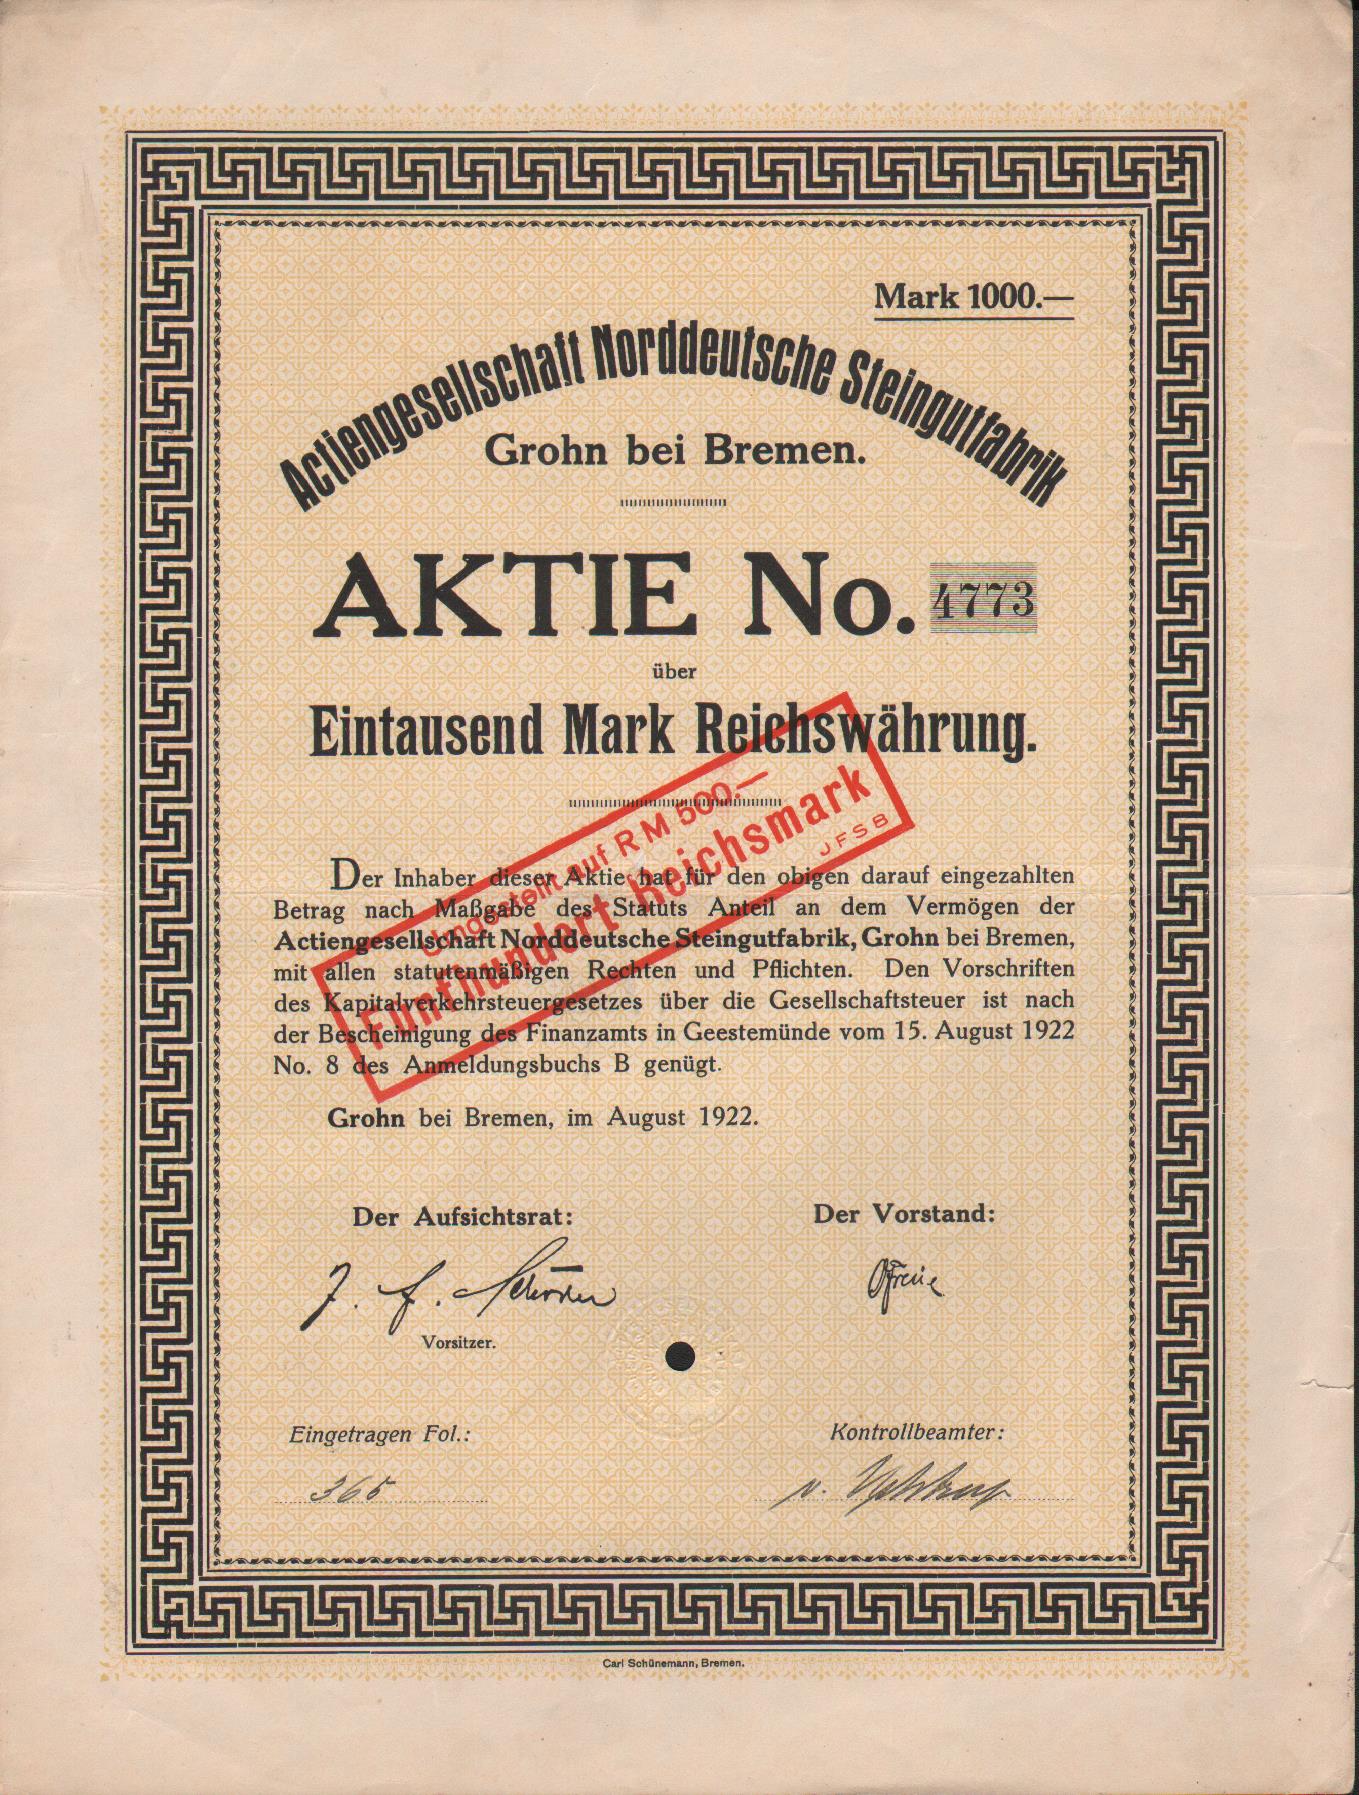 Mark 1000.—
Actiengesellschaft Norddeutsche Steingutfabrik
Grohn bei Bremen.
AKTIE No. 4773
über
Eintausend Mark Reichswährung.
Umgestellt auf RM 500.—
Fünfhundert Reichsmark
JFSB
Der Inhaber dieser Aktie hat für den obigen darauf eingezahlten
Betrag nach Maßgabe des Statuts Anteil an dem Vermögen der
Actiengesellschaft Norddeutsche Steingutfabrik, Grohn bei Bremen,
mit allen statutenmäßigen Rechten und Pflichten. Den Vorschriften
des Kapitalverkehrsteuergesetzes über die Gesellschaftsteuer ist nach
der Bescheinigung des Finanzamts in Geestemünde vom 15. August 1922
No. 8 des Anmeldungsbuchs B genügt.
Grohn bei Bremen, im August 1922.
Der Aufsichtsrat:
Der Vorstand:
J. F. Schröder
Vorsitzer.
Eingetragen Fol.:
Kontrollbeamter:
365
Carl Schünemann, Bremen.